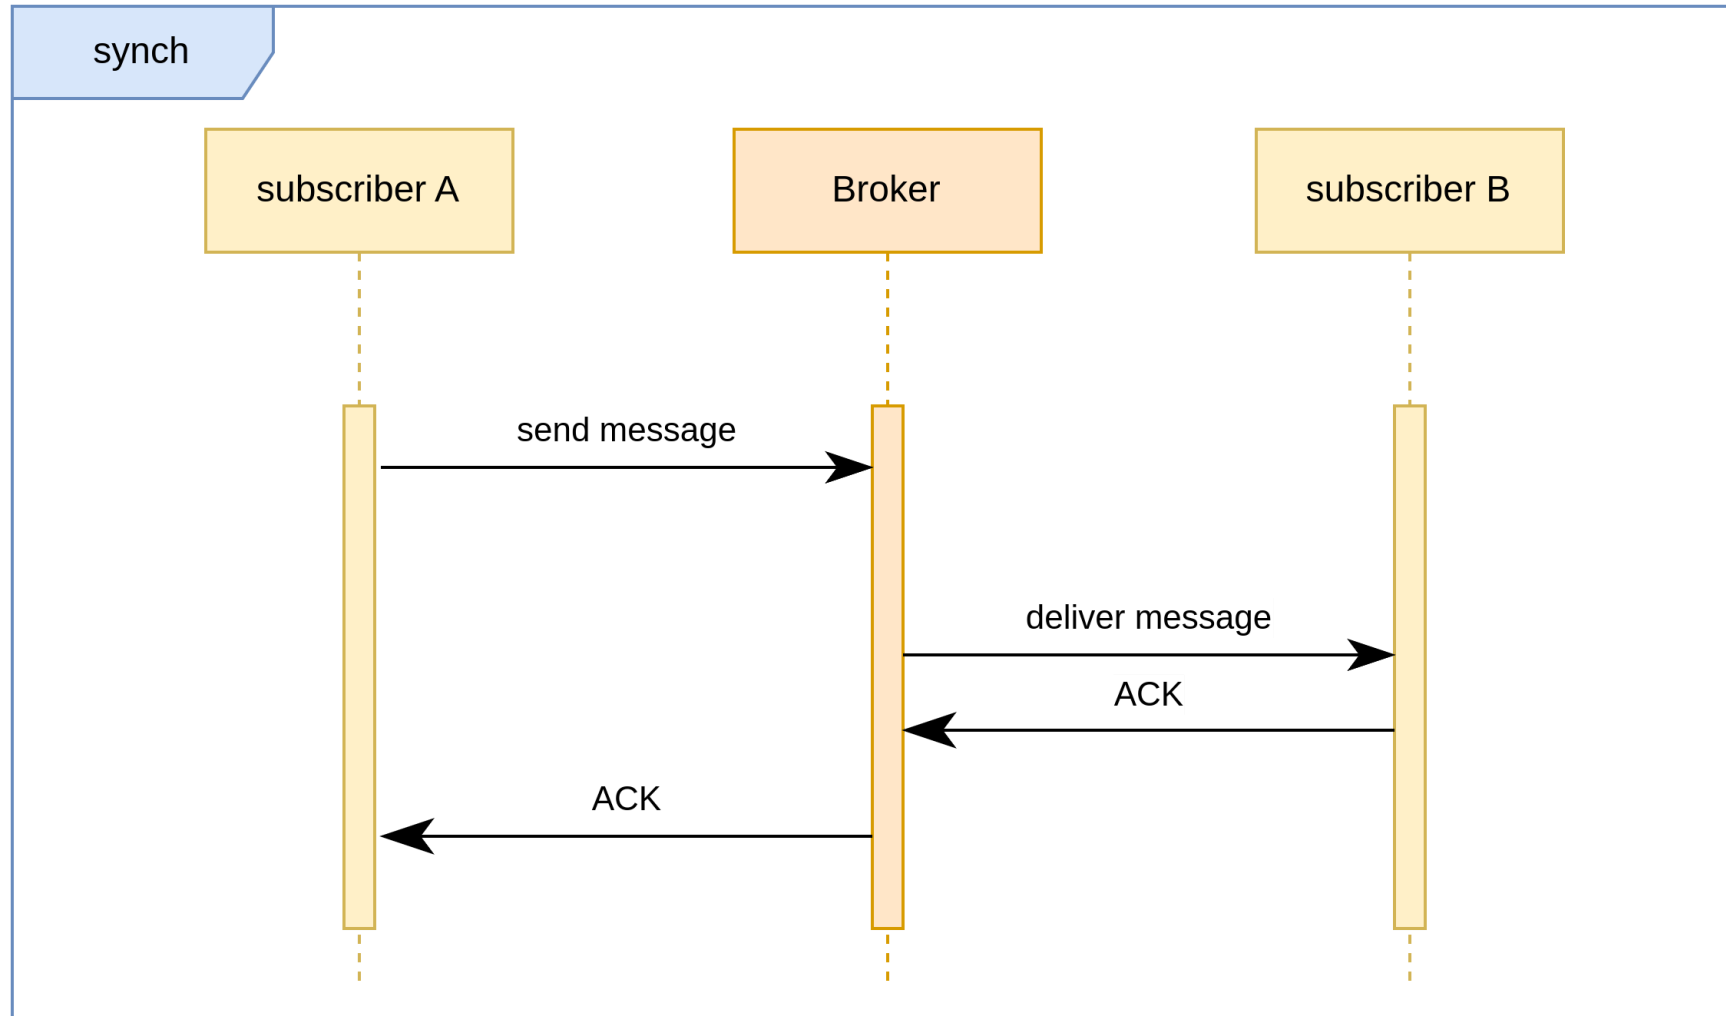 synch
subscriber A
Broker
subscriber B
send message
deliver message
ACK
ACK